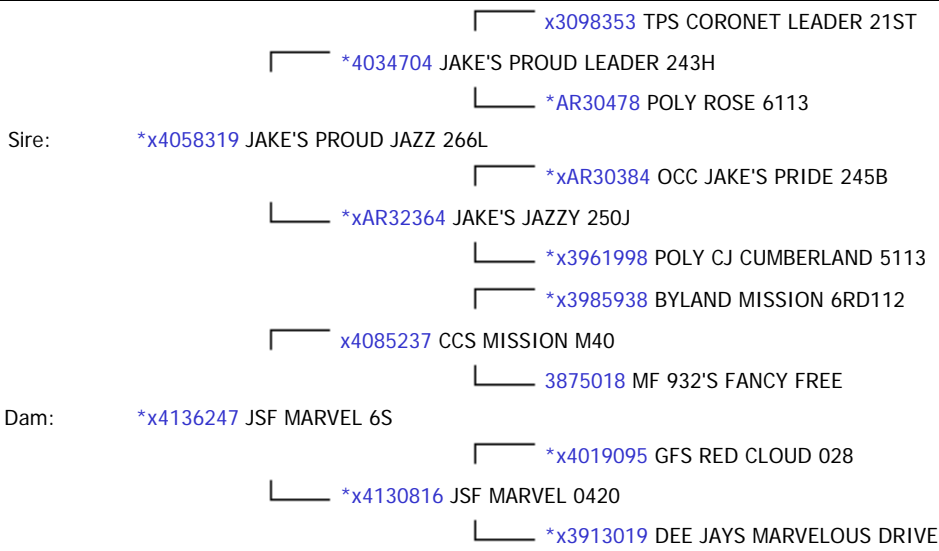 x3098353 TPS CORONET LEADER 21ST
*4034704 JAKE'S PROUD LEADER 243H
*AR30478 POLY ROSE 6113
Sire: *x4058319 JAKE'S PROUD JAZZ 266L
*xAR30384 OCC JAKE'S PRIDE 245B
*xAR32364 JAKE'S JAZZY 250J
*x3961998 POLY CJ CUMBERLAND 5113
*x3985938 BYLAND MISSION 6RD112
x4085237 CCS MISSION M40
3875018 MF 932'S FANCY FREE
Dam: *x4136247 JSF MARVEL 6S
*x4019095 GFS RED CLOUD 028
*x4130816 JSF MARVEL 0420
*x3913019 DEE JAYS MARVELOUS DRIVE